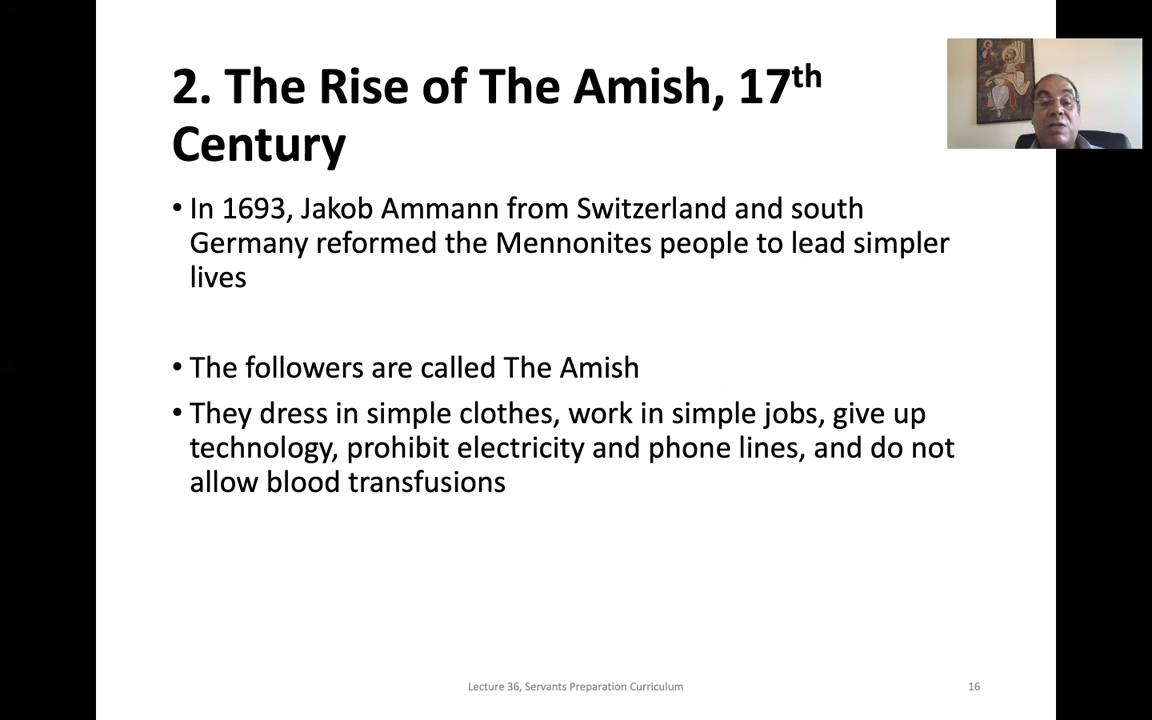 2. The Rise of The Amish, 17th
Century
• In 1693, Jakob Ammann from Switzerland and south
Germany reformed the Mennonites people to lead simpler
lives
• The followers are called The Amish
• They dress in simple clothes, work in simple jobs, give up
technology, prohibit electricity and phone lines, and do not
allow blood transfusions
Lecture 36, Servants Preparation Curriculum
16